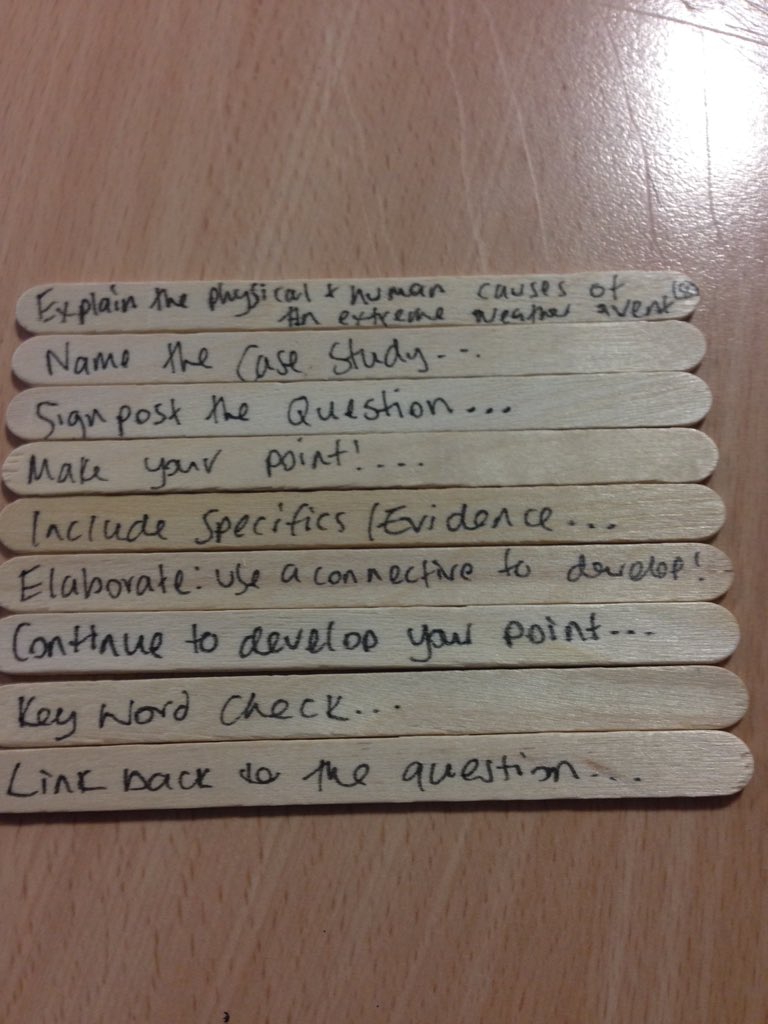 Explain the physical & human causes of
An extreme weather event
Name the Case Study...
Signpost the Question...
Make your point!....
Include Specifics/Evidence...
Elaborate: use a connective to develop!
Continue to develop your point...
Key Word Check...
Link back to the question....